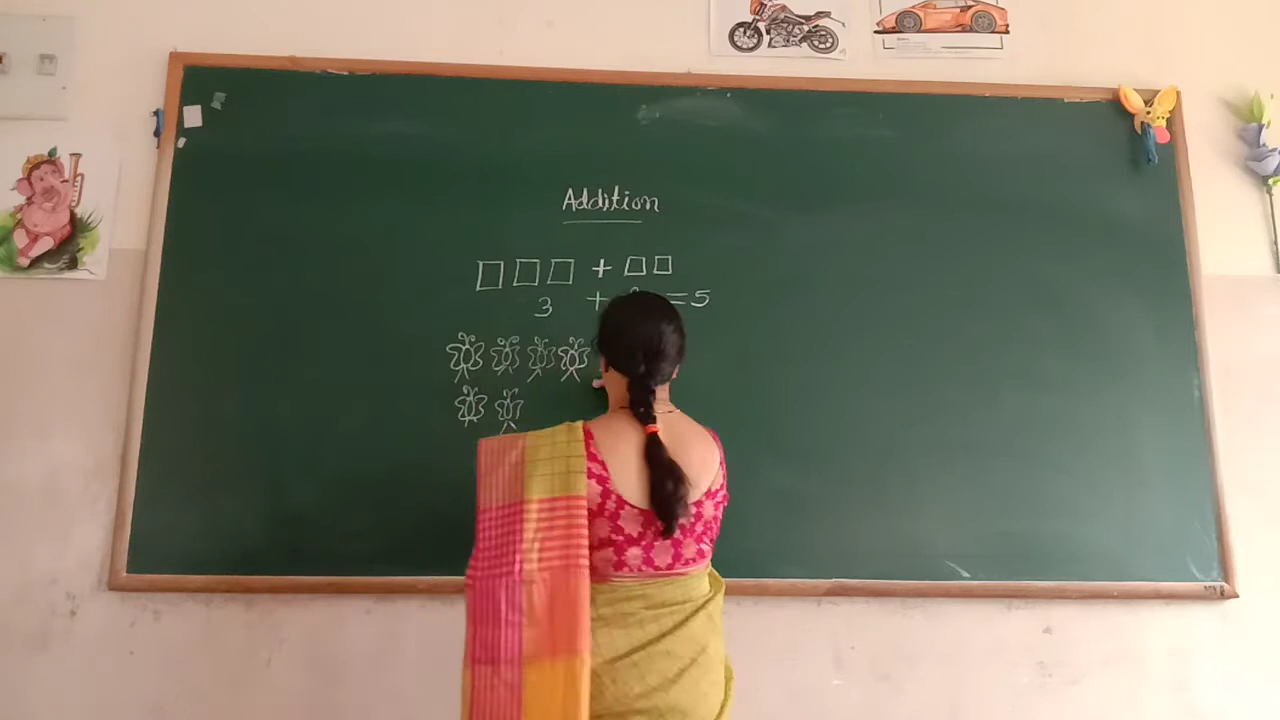 Addition
+
3 + = 5